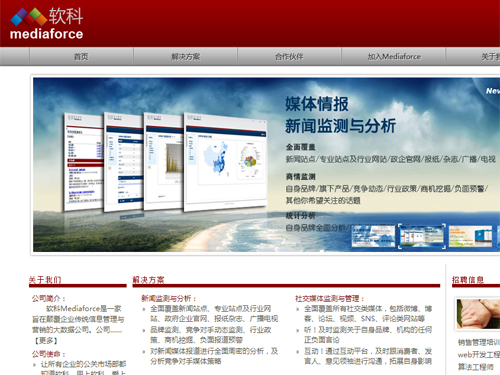 软科
mediaforce
首页
解决方案
合作伙伴
加入Mediaforce
关于我
New
媒体情报
新闻监测与分析
全面覆盖
新闻站点/专业站点及行业网站/政企官网/报纸/杂志/广播/电视
商情监测
自身品牌/旗下产品/竞争动态/行业政策/商机挖掘/负面预警/
其他你希望关注的话题
统计分析
自身品牌全面分析/
关于我们
解决方案
招聘信息
公司简介：
软科Mediaforce是一家
旨在颠覆企业传统信息管理与
营销的大数据公司。公司......
【更多】
公司使命：
让所有企业的公关市场部都
新闻监测与分析：
全面覆盖新闻站点、专业站点及行业网
站、政府企业官网、报纸杂志、广播电视
品牌监测、竞争对手动态监测、行业政
策、商机挖掘、负面报道预警
对新闻媒体报道进行全面周密的分析，及
分析竞争对手媒体策略
社交媒体监测与管理：
全面覆盖所有社交类媒体，包括微博、博
客、论坛、视频、SNS、评论类网站等
听！及时监测关于自身品牌、机构的任何
正负面言论
互动！通过互动平台，及时跟消费者、发
言人、意见领袖进行沟通，拓展自身影响
销售管理培训
web开发工程
算法工程师